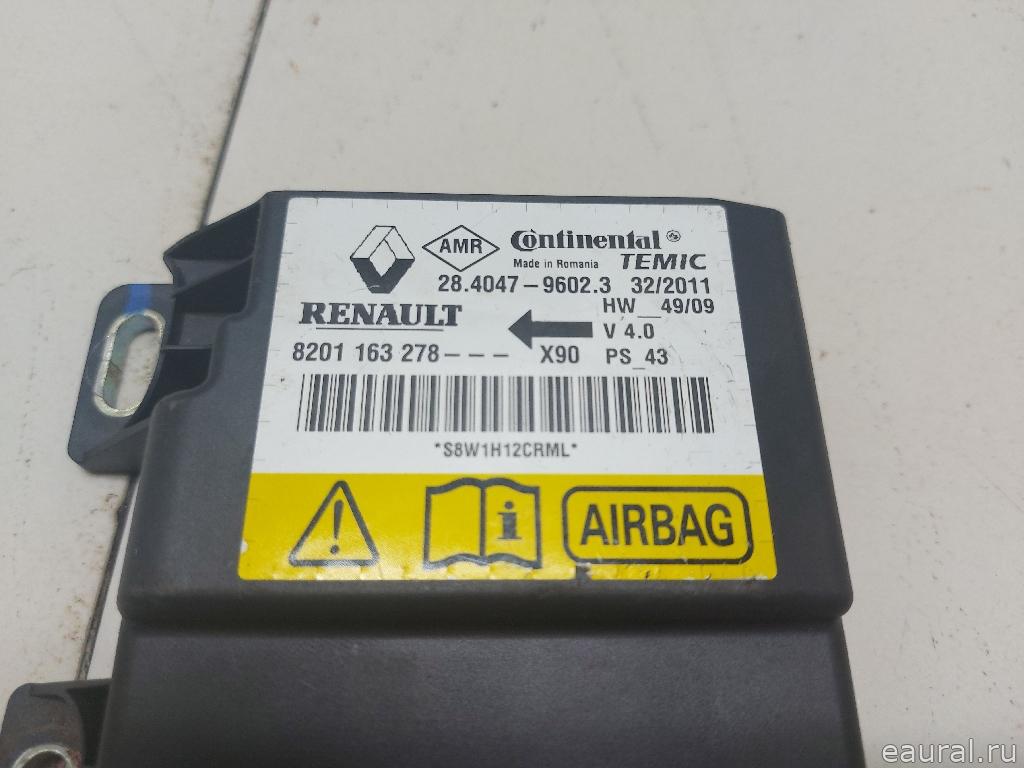 AMR Continental
Made in Romania TEMIC
28.4047-9602.3 32/2011
RENAULT HW__49/09
V 4.0
8201 163 278--- X90 PS_43
*S8W1H12CRML*
i AIRBAG
eaural.ru